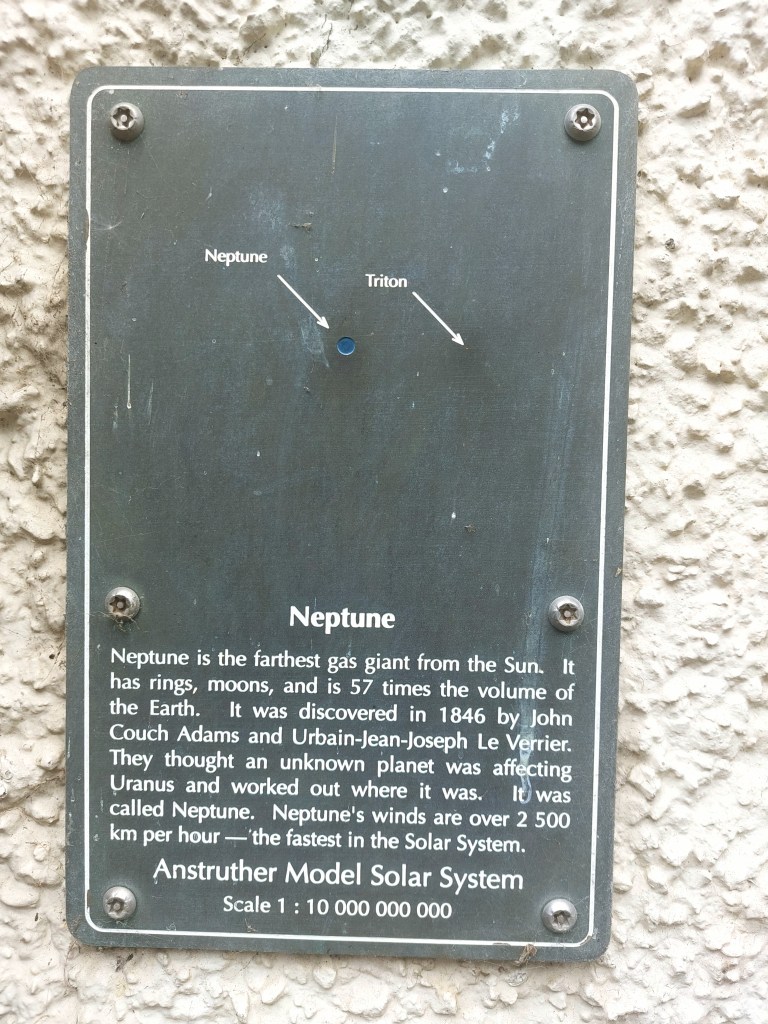 Neptune
Triton
Neptune
Neptune is the farthest gas giant from the Sun. It
has rings, moons, and is 57 times the volume of
the Earth. It was discovered in 1846 by John
Couch Adams and Urbain-Jean-Joseph Le Verrier.
They thought an unknown planet was affecting
Uranus and worked out where it was. It was
called Neptune. Neptune's winds are over 2 500
km per hour — the fastest in the Solar System.
Anstruther Model Solar System
Scale 1 : 10 000 000 000